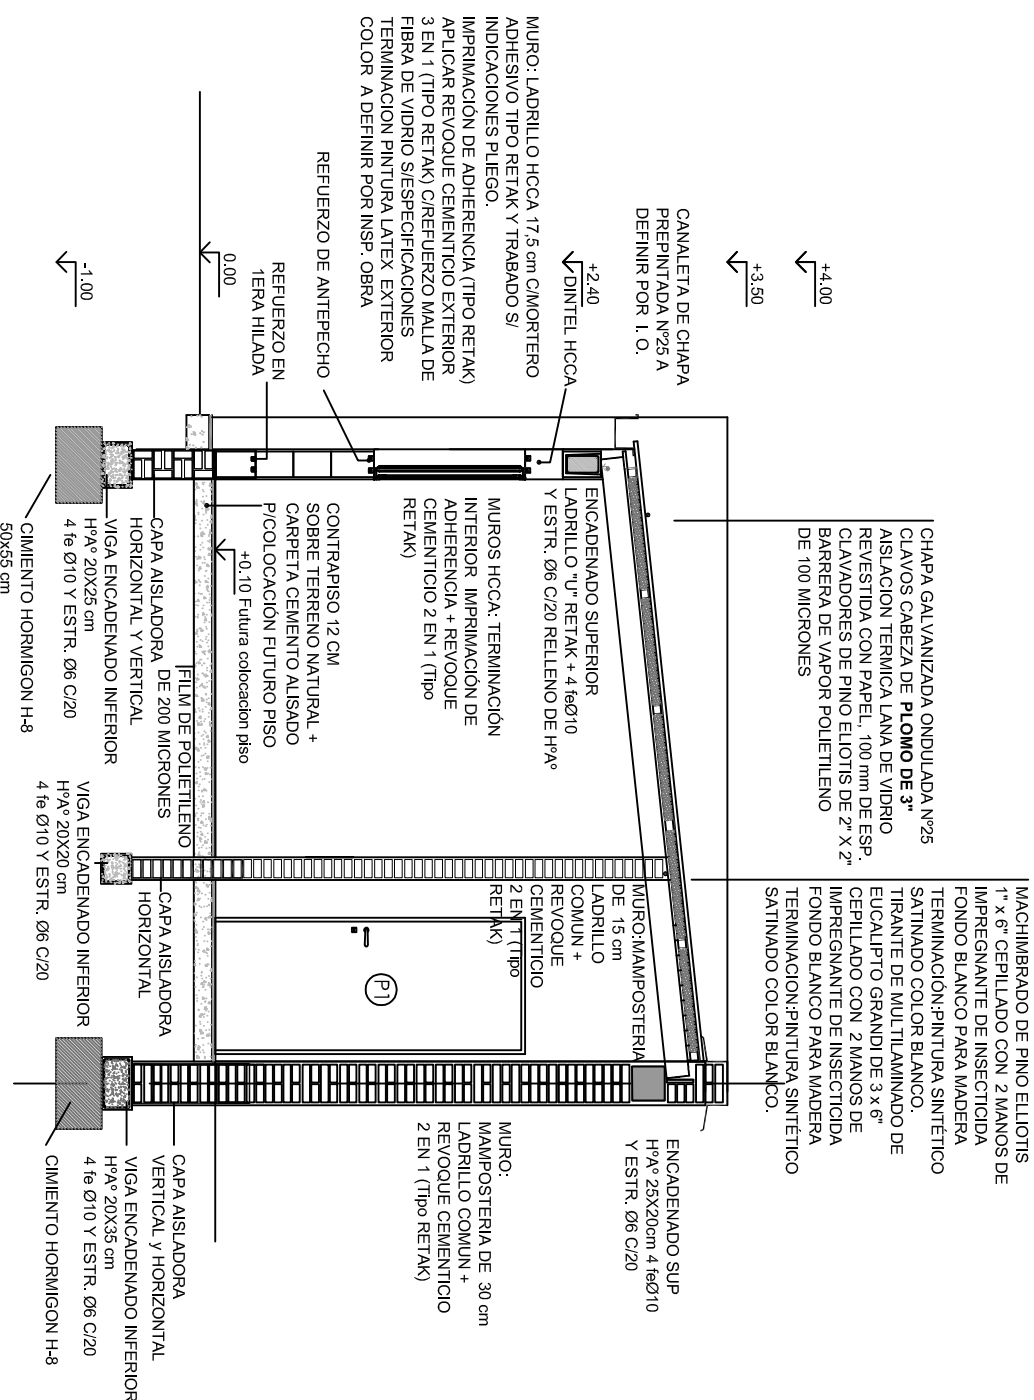 MURO: LADRILLO HCCA 17,5 cm C/MORTERO
ADHESIVO TIPO RETAK Y TRABADO S/
INDICACIONES PLIEGO.
IMPRIMACIÓN DE ADHERENCIA (TIPO RETAK)
APLICAR REVOQUE CEMENTICIO EXTERIOR
3 EN 1 (TIPO RETAK) C/REFUERZO MALLA DE
FIBRA DE VIDRIO S/ESPECIFICACIONES
TERMINACION PINTURA LATEX EXTERIOR
COLOR A DEFINIR POR INSP. OBRA
CANALETA DE CHAPA
PREPINTADA Nº25 A
DEFINIR POR I. O.
+4.00
+3.50
+2.40
DINTEL HCCA
REFUERZO DE ANTEPECHO
REFUERZO EN
1ERA HILADA
0.00
-1.00
CHAPA GALVANIZADA ONDULADA Nº25
CLAVOS CABEZA DE PLOMO DE 3"
AISLACION TERMICA LANA DE VIDRIO
REVESTIDA CON PAPEL, 100 mm DE ESP.
CLAVADORES DE PINO ELIOTIS DE 2" X 2"
BARRERA DE VAPOR POLIETILENO
DE 100 MICRONES
MACHIMBRADO DE PINO ELLIOTIS
1" x 6" CEPILLADO CON 2 MANOS DE
IMPREGNANTE DE INSECTICIDA
FONDO BLANCO PARA MADERA
TERMINACIÓN:PINTURA SINTÉTICO
SATINADO COLOR BLANCO.
TIRANTE DE MULTILAMINADO DE
EUCALIPTO GRANDI DE 3 x 6"
CEPILLADO CON 2 MANOS DE
IMPREGNANTE DE INSECTICIDA
FONDO BLANCO PARA MADERA
TERMINACION:PINTURA SINTÉTICO
SATINADO COLOR BLANCO.
ENCADENADO SUPERIOR
LADRILLO "U" RETAK + 4 feØ10
Y ESTR. Ø6 C/20 RELLENO DE HºAº
MUROS HCCA: TERMINACIÓN
INTERIOR IMPRIMACIÓN DE
ADHERENCIA + REVOQUE
CEMENTICIO 2 EN 1 (Tipo
RETAK)
MURO:MAMPOSTERIA
DE 15 cm
LADRILLO
COMUN +
REVOQUE
CEMENTICIO
2 EN 1 (Tipo
RETAK)
P1
ENCADENADO SUP
HºAº 25X20cm 4 feØ10
Y ESTR. Ø6 C/20
MURO:
MAMPOSTERIA DE 30 cm
LADRILLO COMUN +
REVOQUE CEMENTICIO
2 EN 1 (Tipo RETAK)
CONTRAPISO 12 CM
SOBRE TERRENO NATURAL +
CARPETA CEMENTO ALISADO
P/COLOCACIÓN FUTURO PISO
+0.10 Futura colocacion piso
FILM DE POLIETILENO
DE 200 MICRONES
CAPA AISLADORA
HORIZONTAL Y VERTICAL
VIGA ENCADENADO INFERIOR
HºAº 20X25 cm
4 fe Ø10 Y ESTR. Ø6 C/20
CIMIENTO HORMIGON H-8
50x55 cm
CAPA AISLADORA
HORIZONTAL
VIGA ENCADENADO INFERIOR
HºAº 20X20 cm
4 fe Ø10 Y ESTR. Ø6 C/20
CAPA AISLADORA
VERTICAL y HORIZONTAL
VIGA ENCADENADO INFERIOR
HºAº 20X35 cm
4 fe Ø10 Y ESTR. Ø6 C/20
CIMIENTO HORMIGON H-8